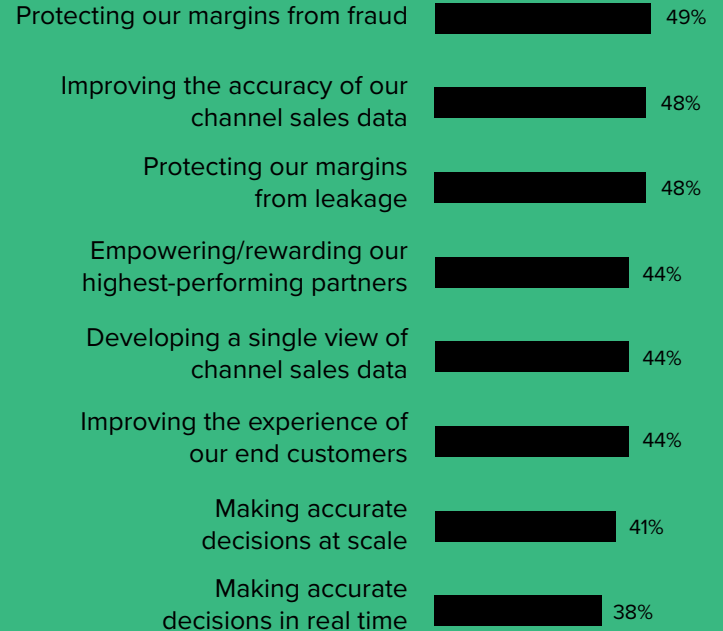 Protecting our margins from fraud 49%
Improving the accuracy of our
channel sales data 48%
Protecting our margins
from leakage 48%
Empowering/rewarding our
highest-performing partners 44%
Developing a single view of
channel sales data 44%
Improving the experience of
our end customers 44%
Making accurate
decisions at scale 41%
Making accurate
decisions in real time 38%